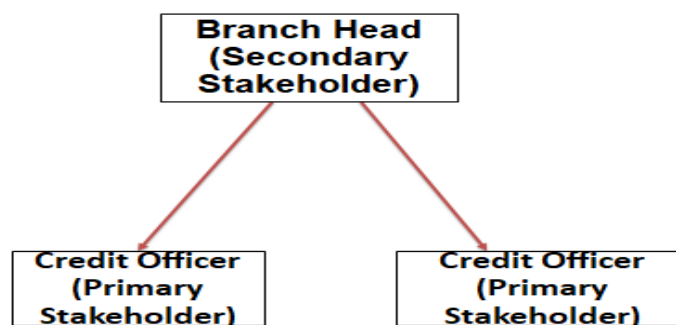 Branch Head
(Secondary
Stakeholder)
Credit Officer
(Primary
Stakeholder)
Credit Officer
(Primary
Stakeholder)